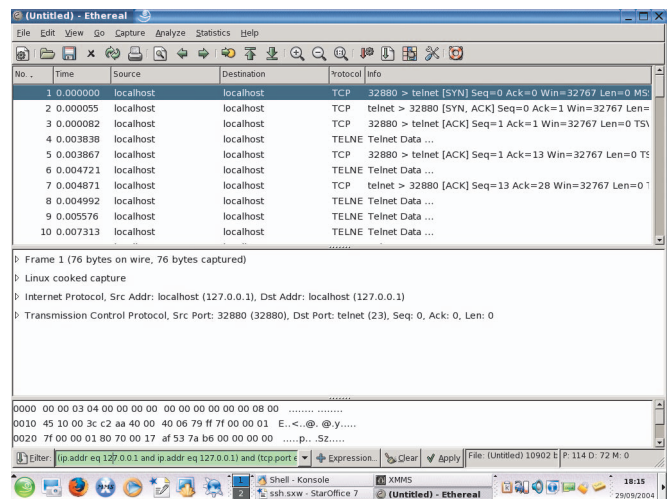 (Untitled) - Ethereal
File Edit View Go Capture Analyze Statistics Help
No. . Time Source Destination Protocol Info
1 0.000000 localhost localhost TCP 32880 > telnet [SYN] Seq=0 Ack=0 Win=32767 Len=0 MS
2 0.000055 localhost localhost TCP telnet > 32880 [SYN, ACK] Seq=0 Ack=1 Win=32767 Len=
3 0.000082 localhost localhost TCP 32880 > telnet [ACK] Seq=1 Ack=1 Win=32767 Len=0 TSV
4 0.003838 localhost localhost TELNE Telnet Data ...
5 0.003867 localhost localhost TCP 32880 > telnet [ACK] Seq=1 Ack=13 Win=32767 Len=0 TS
6 0.004721 localhost localhost TELNE Telnet Data ...
7 0.004871 localhost localhost TCP telnet > 32880 [ACK] Seq=13 Ack=28 Win=32767 Len=0
8 0.004992 localhost localhost TELNE Telnet Data ...
9 0.005576 localhost localhost TELNE Telnet Data ...
10 0.007313 localhost localhost TELNE Telnet Data ...
Frame 1 (76 bytes on wire, 76 bytes captured)
Linux cooked capture
Internet Protocol, Src Addr: localhost (127.0.0.1), Dst Addr: localhost (127.0.0.1)
Transmission Control Protocol, Src Port: 32880 (32880), Dst Port: telnet (23), Seq: 0, Ack: 0, Len: 0
0000 00 00 03 04 00 00 00 00 00 00 00 00 00 00 08 00 ........ ........
0010 45 10 00 3c c2 aa 40 00 40 06 79 ff 7f 00 00 01 E..<..@. @.y.....
0020 7f 00 00 01 80 70 00 17 af 53 7a b6 00 00 00 00 .....p.. .Sz.....
Filter: (ip.addr eq 127.0.0.1 and ip.addr eq 127.0.0.1) and (tcp.port e Expression... Clear Apply File: (Untitled) 10902 b P: 114 D: 72 M: 0
1 Shell - Konsole XMMS 18:15
2 ssh.sxw - StarOffice 7 (Untitled) - Ethereal 29/09/2004